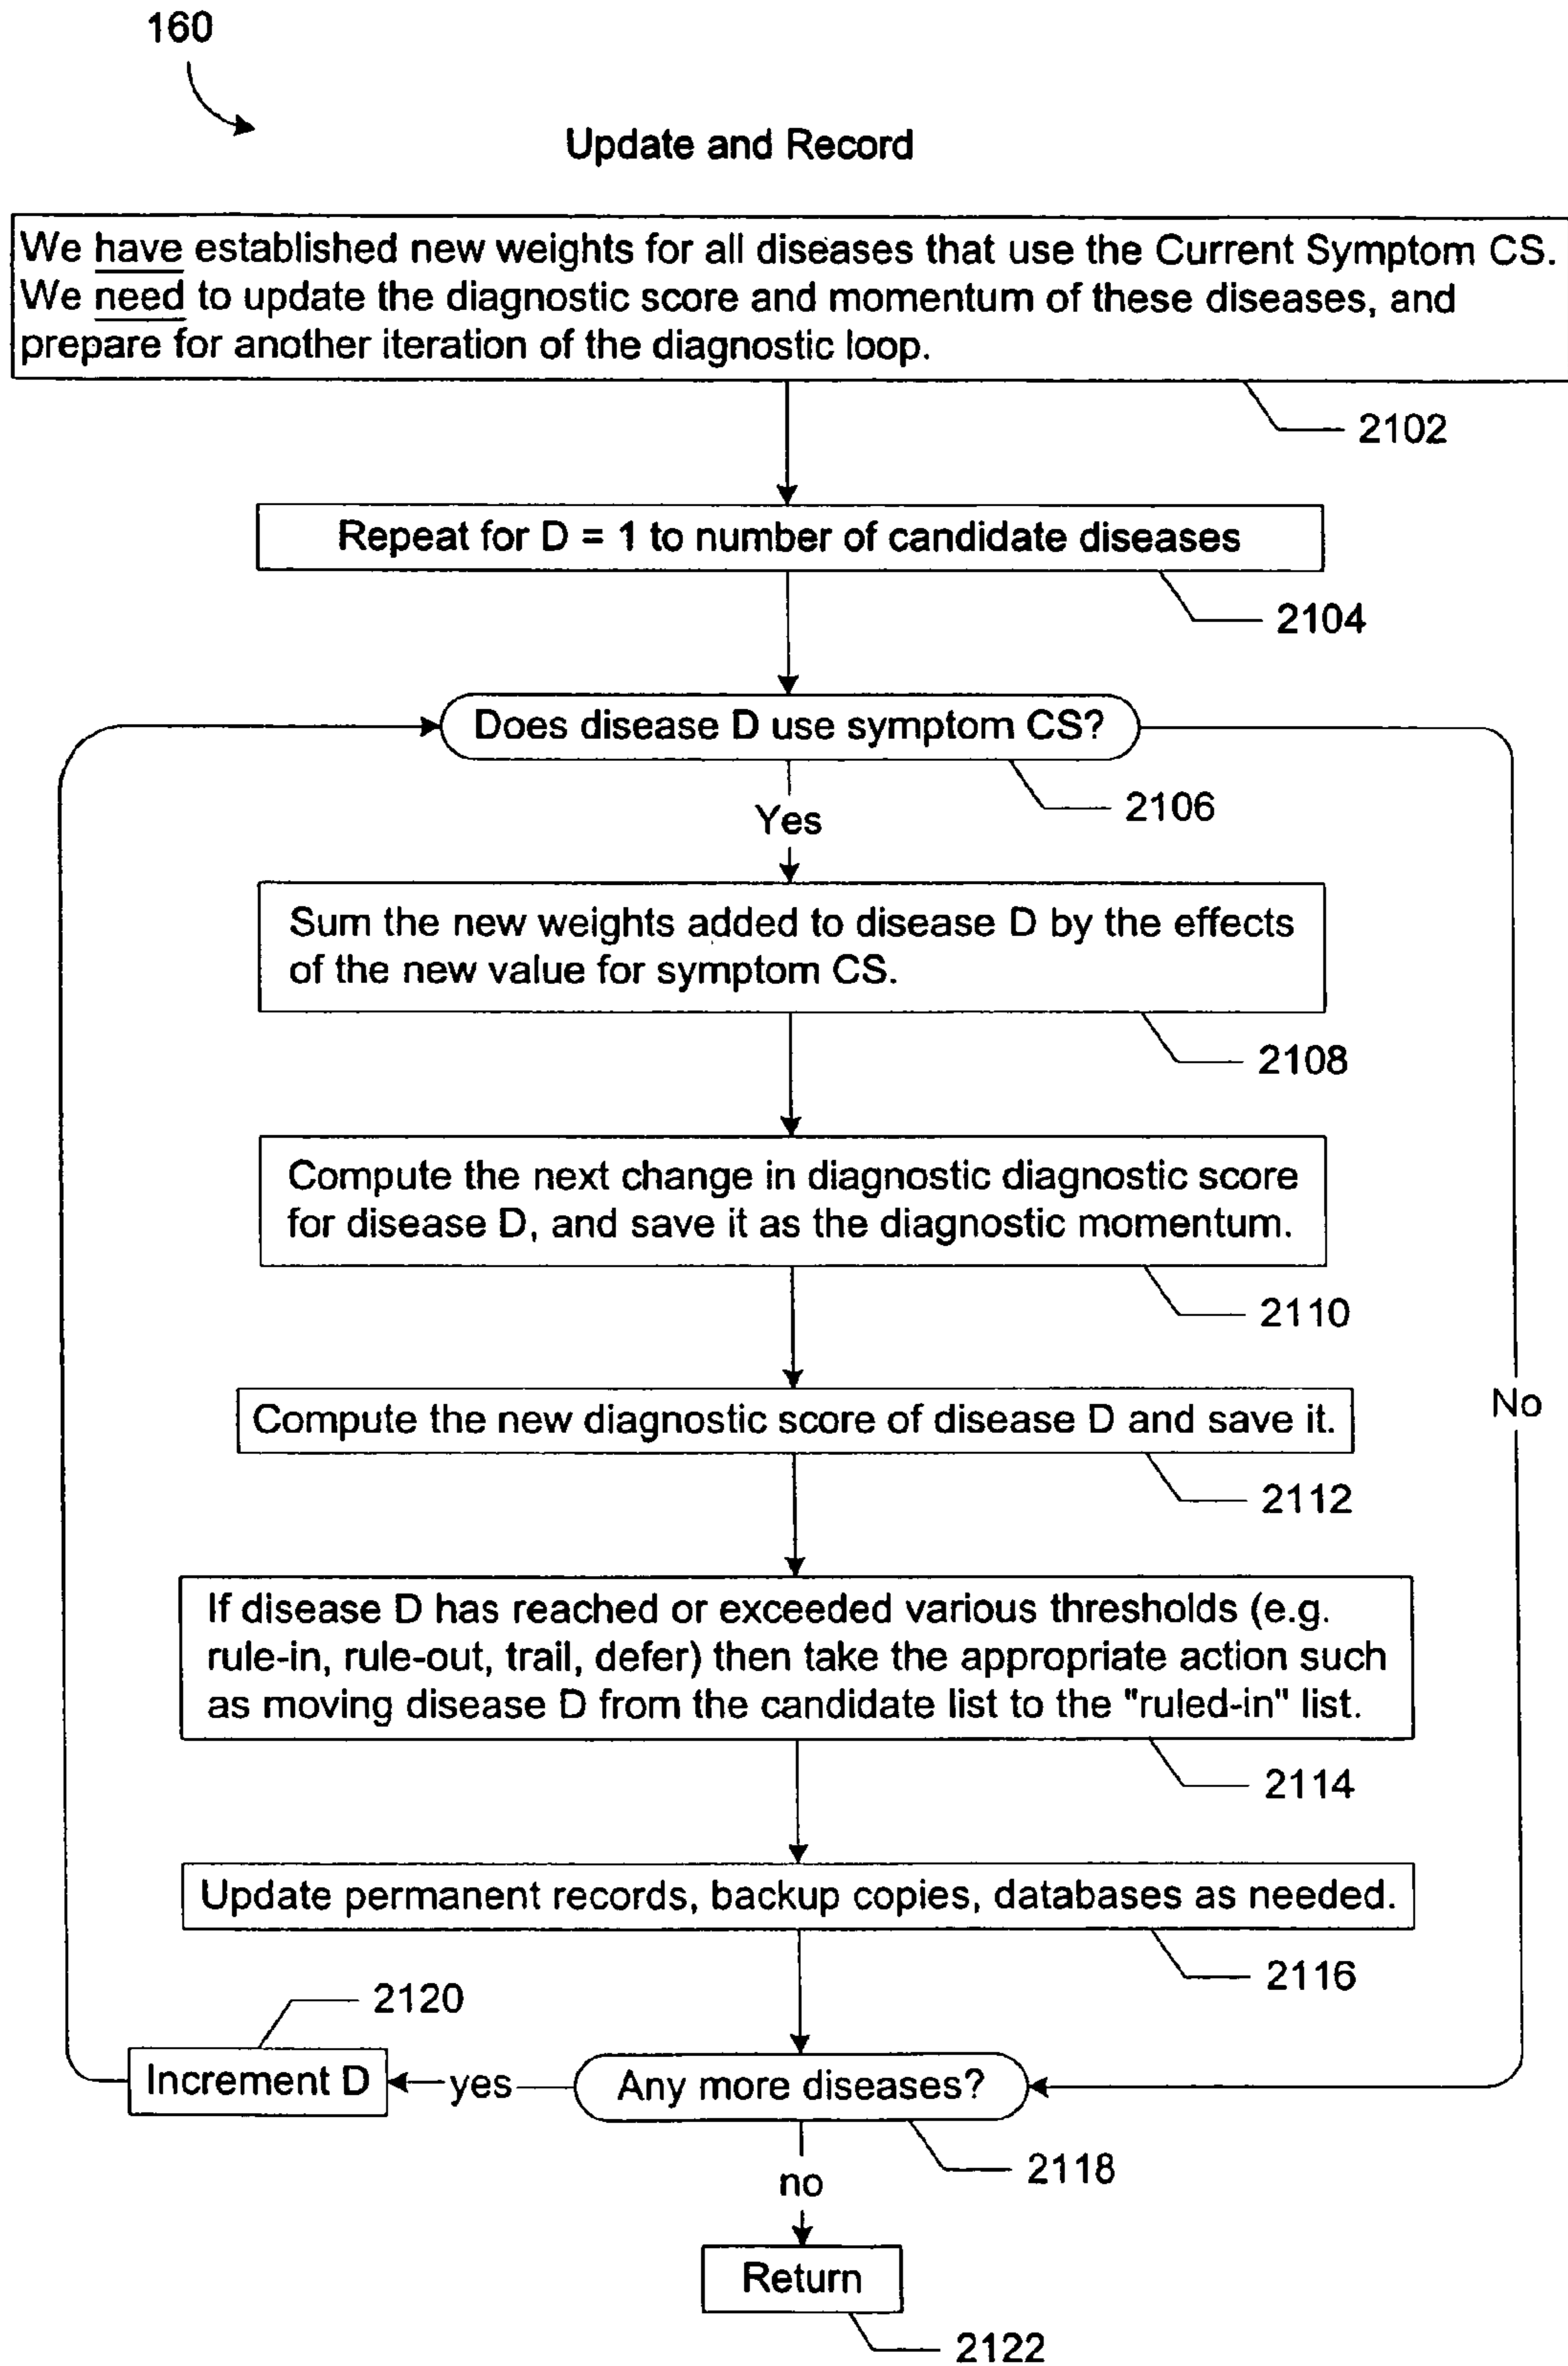 160
Update and Record
We have established new weights for all diseases that use the Current Symptom CS.
We need to update the diagnostic score and momentum of these diseases, and
prepare for another iteration of the diagnostic loop.
2102
Repeat for D = 1 to number of candidate diseases
2104
Does disease D use symptom CS?
2106
Yes
Sum the new weights added to disease D by the effects
of the new value for symptom CS.
2108
Compute the next change in diagnostic diagnostic score
for disease D, and save it as the diagnostic momentum.
2110
No
Compute the new diagnostic score of disease D and save it.
2112
If disease D has reached or exceeded various thresholds (e.g.
rule-in, rule-out, trail, defer) then take the appropriate action such
as moving disease D from the candidate list to the "ruled-in" list.
2114
Update permanent records, backup copies, databases as needed.
2116
2120
Increment D
yes
Any more diseases?
2118
no
Return
2122